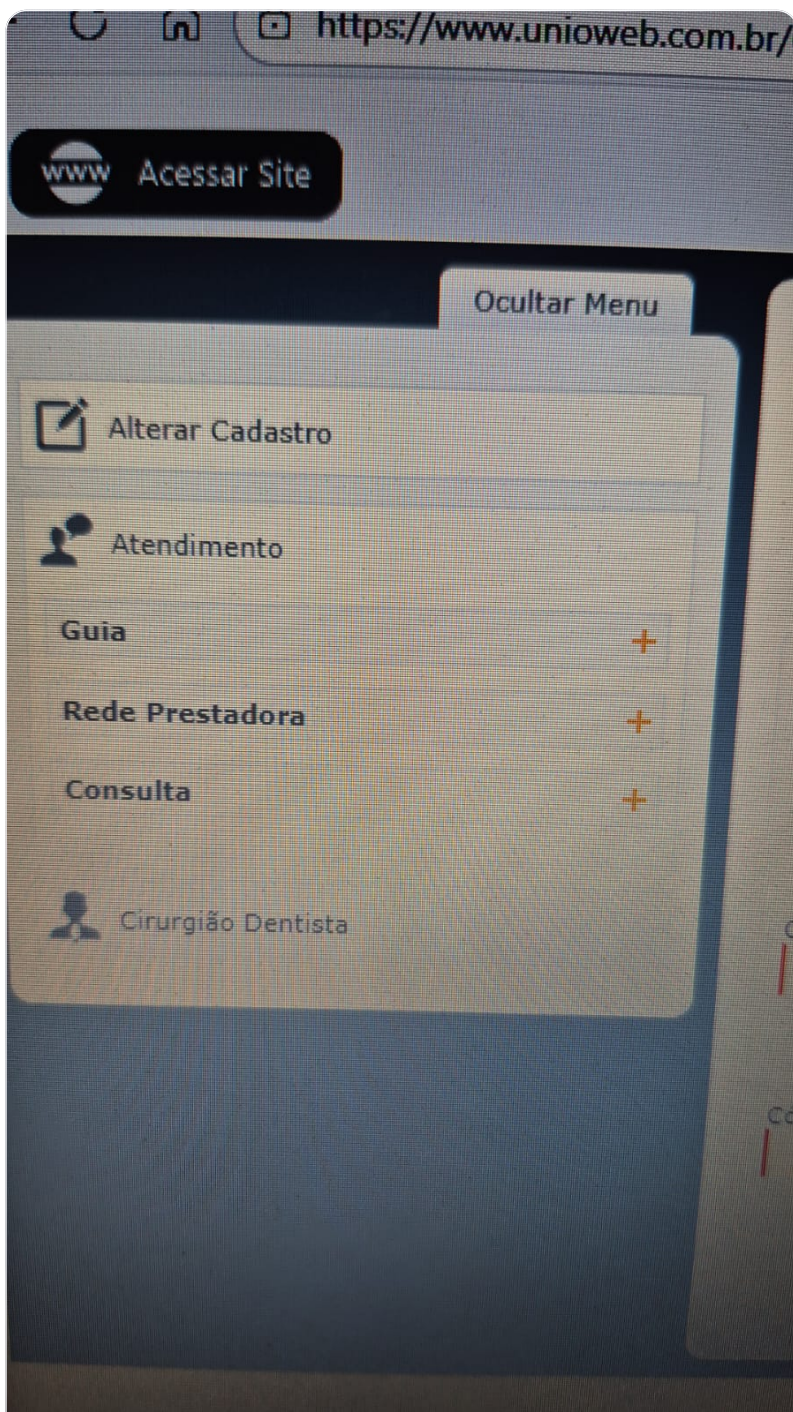 https://www.unioweb.com.br/
www Acessar Site
Ocultar Menu
Alterar Cadastro
Atendimento
Guia +
Rede Prestadora +
Consulta +
Cirurgião Dentista